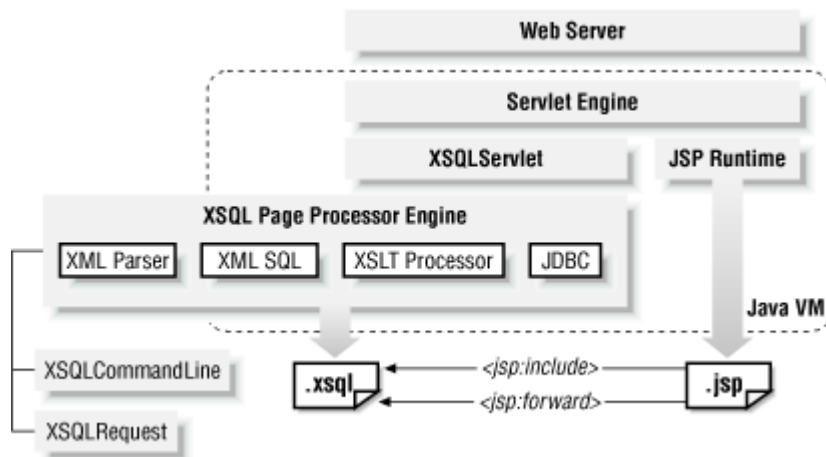 Web Server
Servlet Engine
XSQLServlet
JSP Runtime
XSQL Page Processor Engine
XML Parser
XML SQL
XSLT Processor
JDBC
Java VM
XSQLCommandLine
.xsql
<jsp:include>
<jsp:forward>
.jsp
XSQLRequest